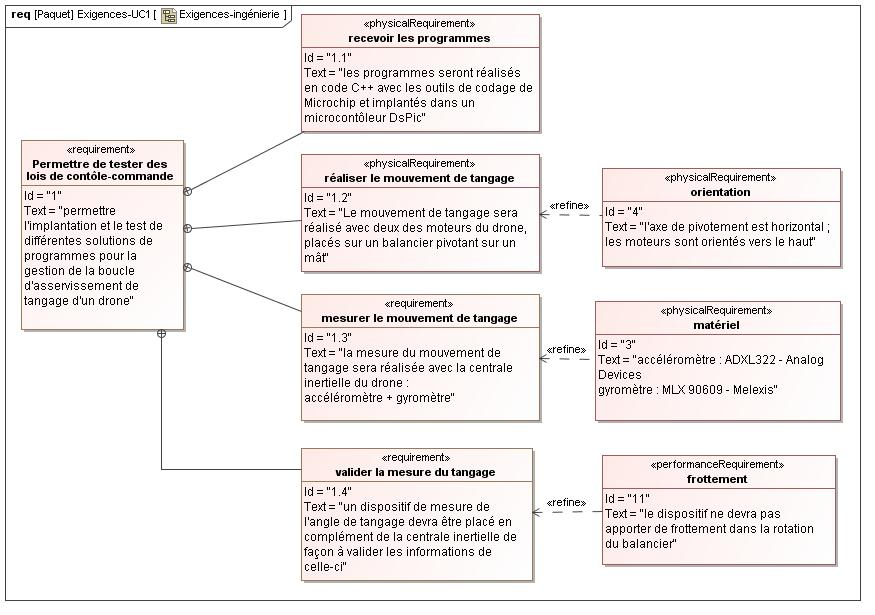 req [Paquet] Exigences-UC1 [ Exigences-ingénierie ]
«physicalRequirement»
recevoir les programmes
Id = "1.1"
Text = "les programmes seront réalisés
en code C++ avec les outils de codage de
Microchip et implantés dans un
microcontôleur DsPic"
«requirement»
Permettre de tester des
lois de contôle-commande
Id = "1"
Text = "permettre
l'implantation et le test de
différentes solutions de
programmes pour la
gestion de la boucle
d'asservissement de
tangage d'un drone"
«physicalRequirement»
réaliser le mouvement de tangage
Id = "1.2"
Text = "Le mouvement de tangage sera
réalisé avec deux des moteurs du drone,
placés sur un balancier pivotant sur un
mât"
«refine»
«physicalRequirement»
orientation
Id = "4"
Text = "l'axe de pivotement est horizontal ;
les moteurs sont orientés vers le haut"
«requirement»
mesurer le mouvement de tangage
Id = "1.3"
Text = "la mesure du mouvement de
tangage sera réalisée avec la centrale
inertielle du drone :
accéléromètre + gyromètre"
«refine»
«physicalRequirement»
matériel
Id = "3"
Text = "accéléromètre : ADXL322 - Analog
Devices
gyromètre : MLX 90609 - Melexis"
«requirement»
valider la mesure du tangage
Id = "1.4"
Text = "un dispositif de mesure de
l'angle de tangage devra être placé en
complément de la centrale inertielle de
façon à valider les informations de
celle-ci"
«refine»
«performanceRequirement»
frottement
Id = "11"
Text = "le dispositif ne devra pas
apporter de frottement dans la rotation
du balancier"